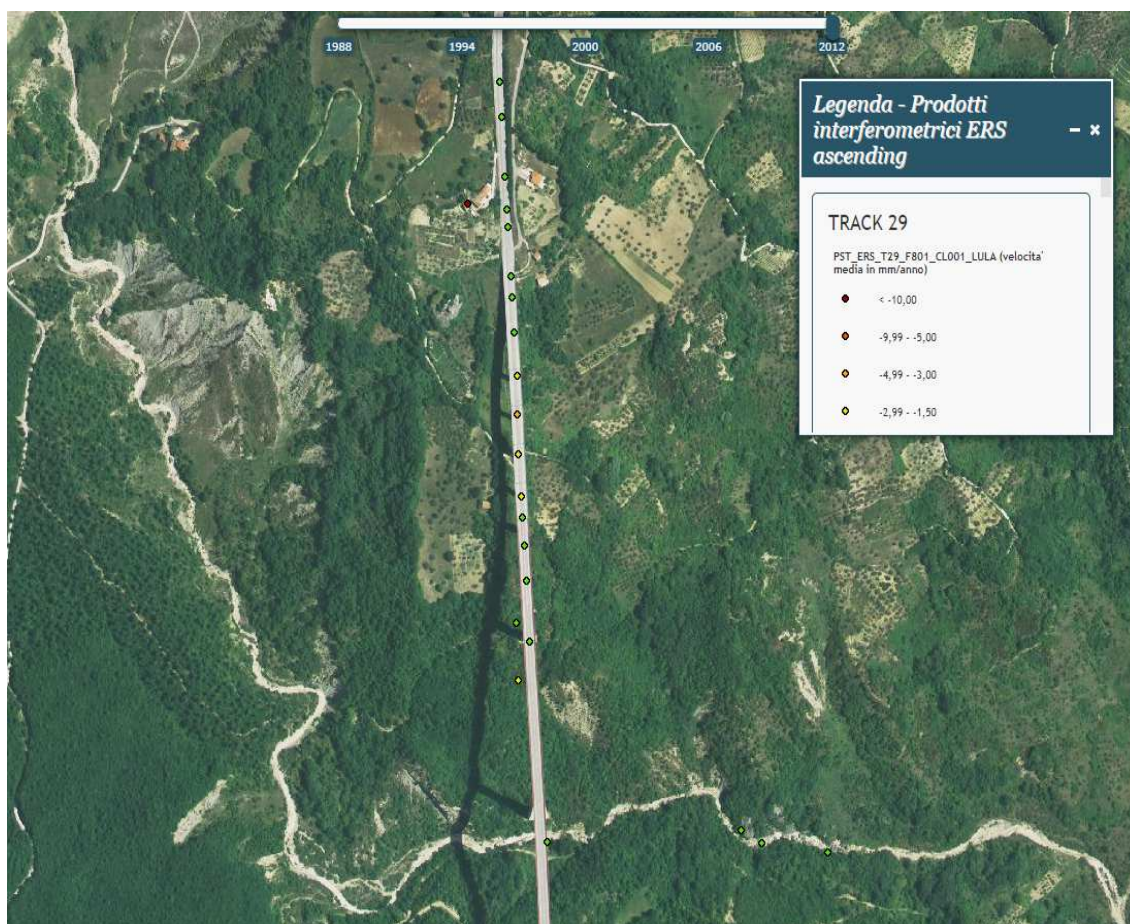 1988 1994 2000 2006 2012
Legenda - Prodotti
interferometrici ERS
ascending
TRACK 29
PST_ERS_T29_F801_CL001_LULA (velocita'
media in mm/anno)
< -10,00
-9,99 - -5,00
-4,99 - -3,00
-2,99 - -1,50